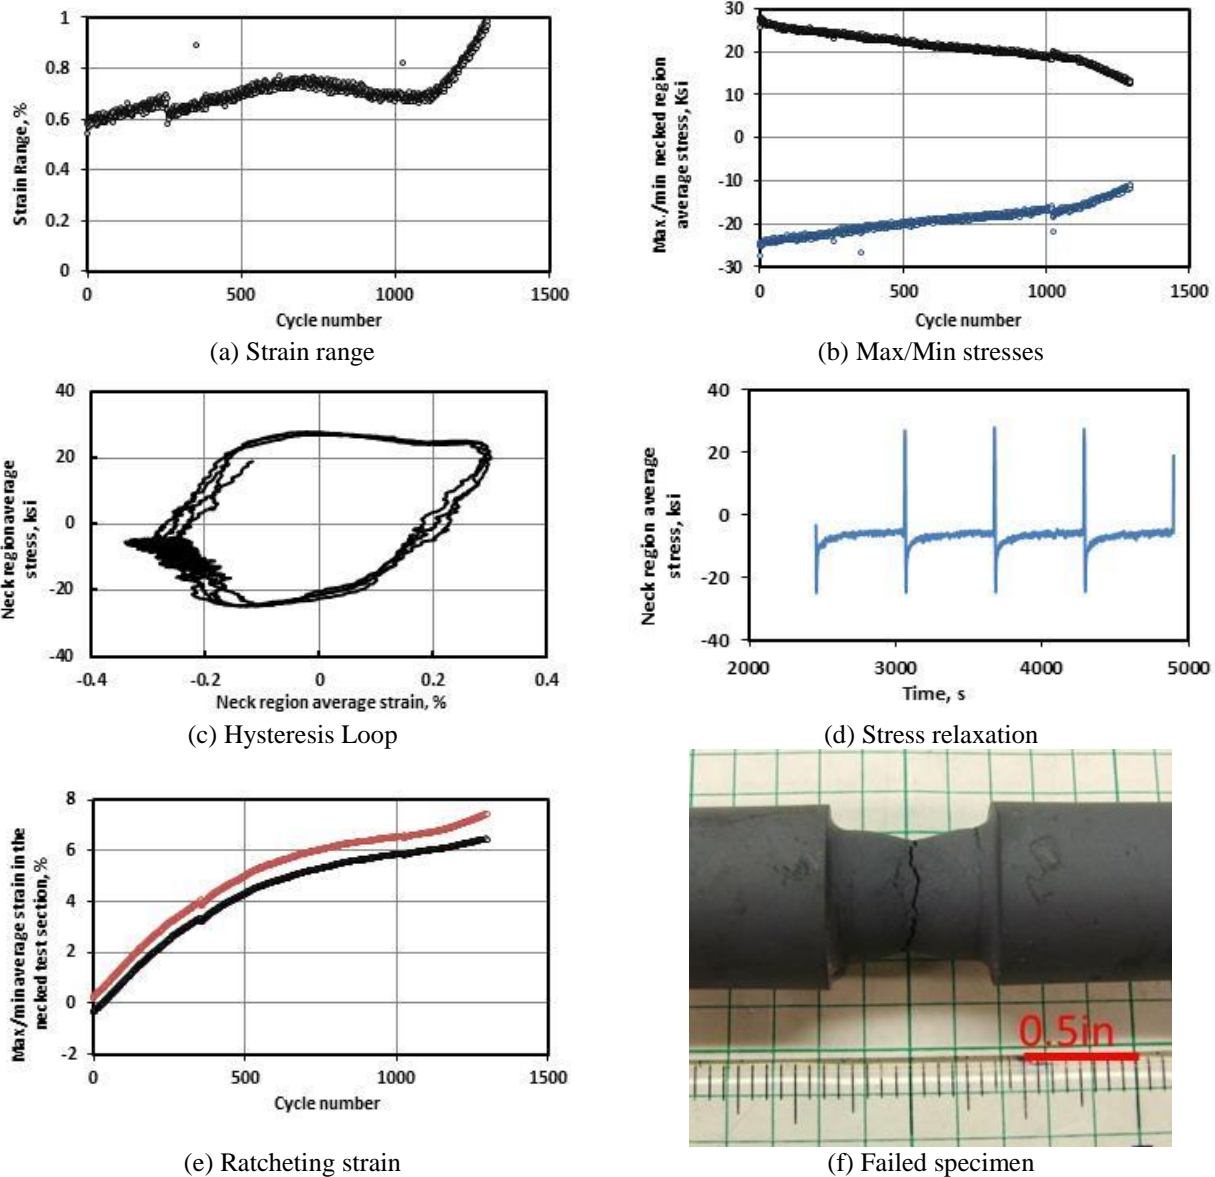 1
0.8
0.6
0.4
0.2
0
0 500 1000 1500
Strain Range, %
Cycle number
(a) Strain range
30
20
10
0
-10
-20
-30
0 500 1000 1500
Max./min necked region
average stress, Ksi
Cycle number
(b) Max/Min stresses
40
20
0
-20
-40
-0.4 -0.2 0 0.2 0.4
Neck region average
stress, ksi
Neck region average strain, %
(c) Hysteresis Loop
40
20
0
-20
-40
2000 3000 4000 5000
Neck region average
stress, ksi
Time, s
(d) Stress relaxation
8
6
4
2
0
-2
0 500 1000 1500
Max/min average strain in the
necked test section, %
Cycle number
(e) Ratcheting strain
0.5in
(f) Failed specimen